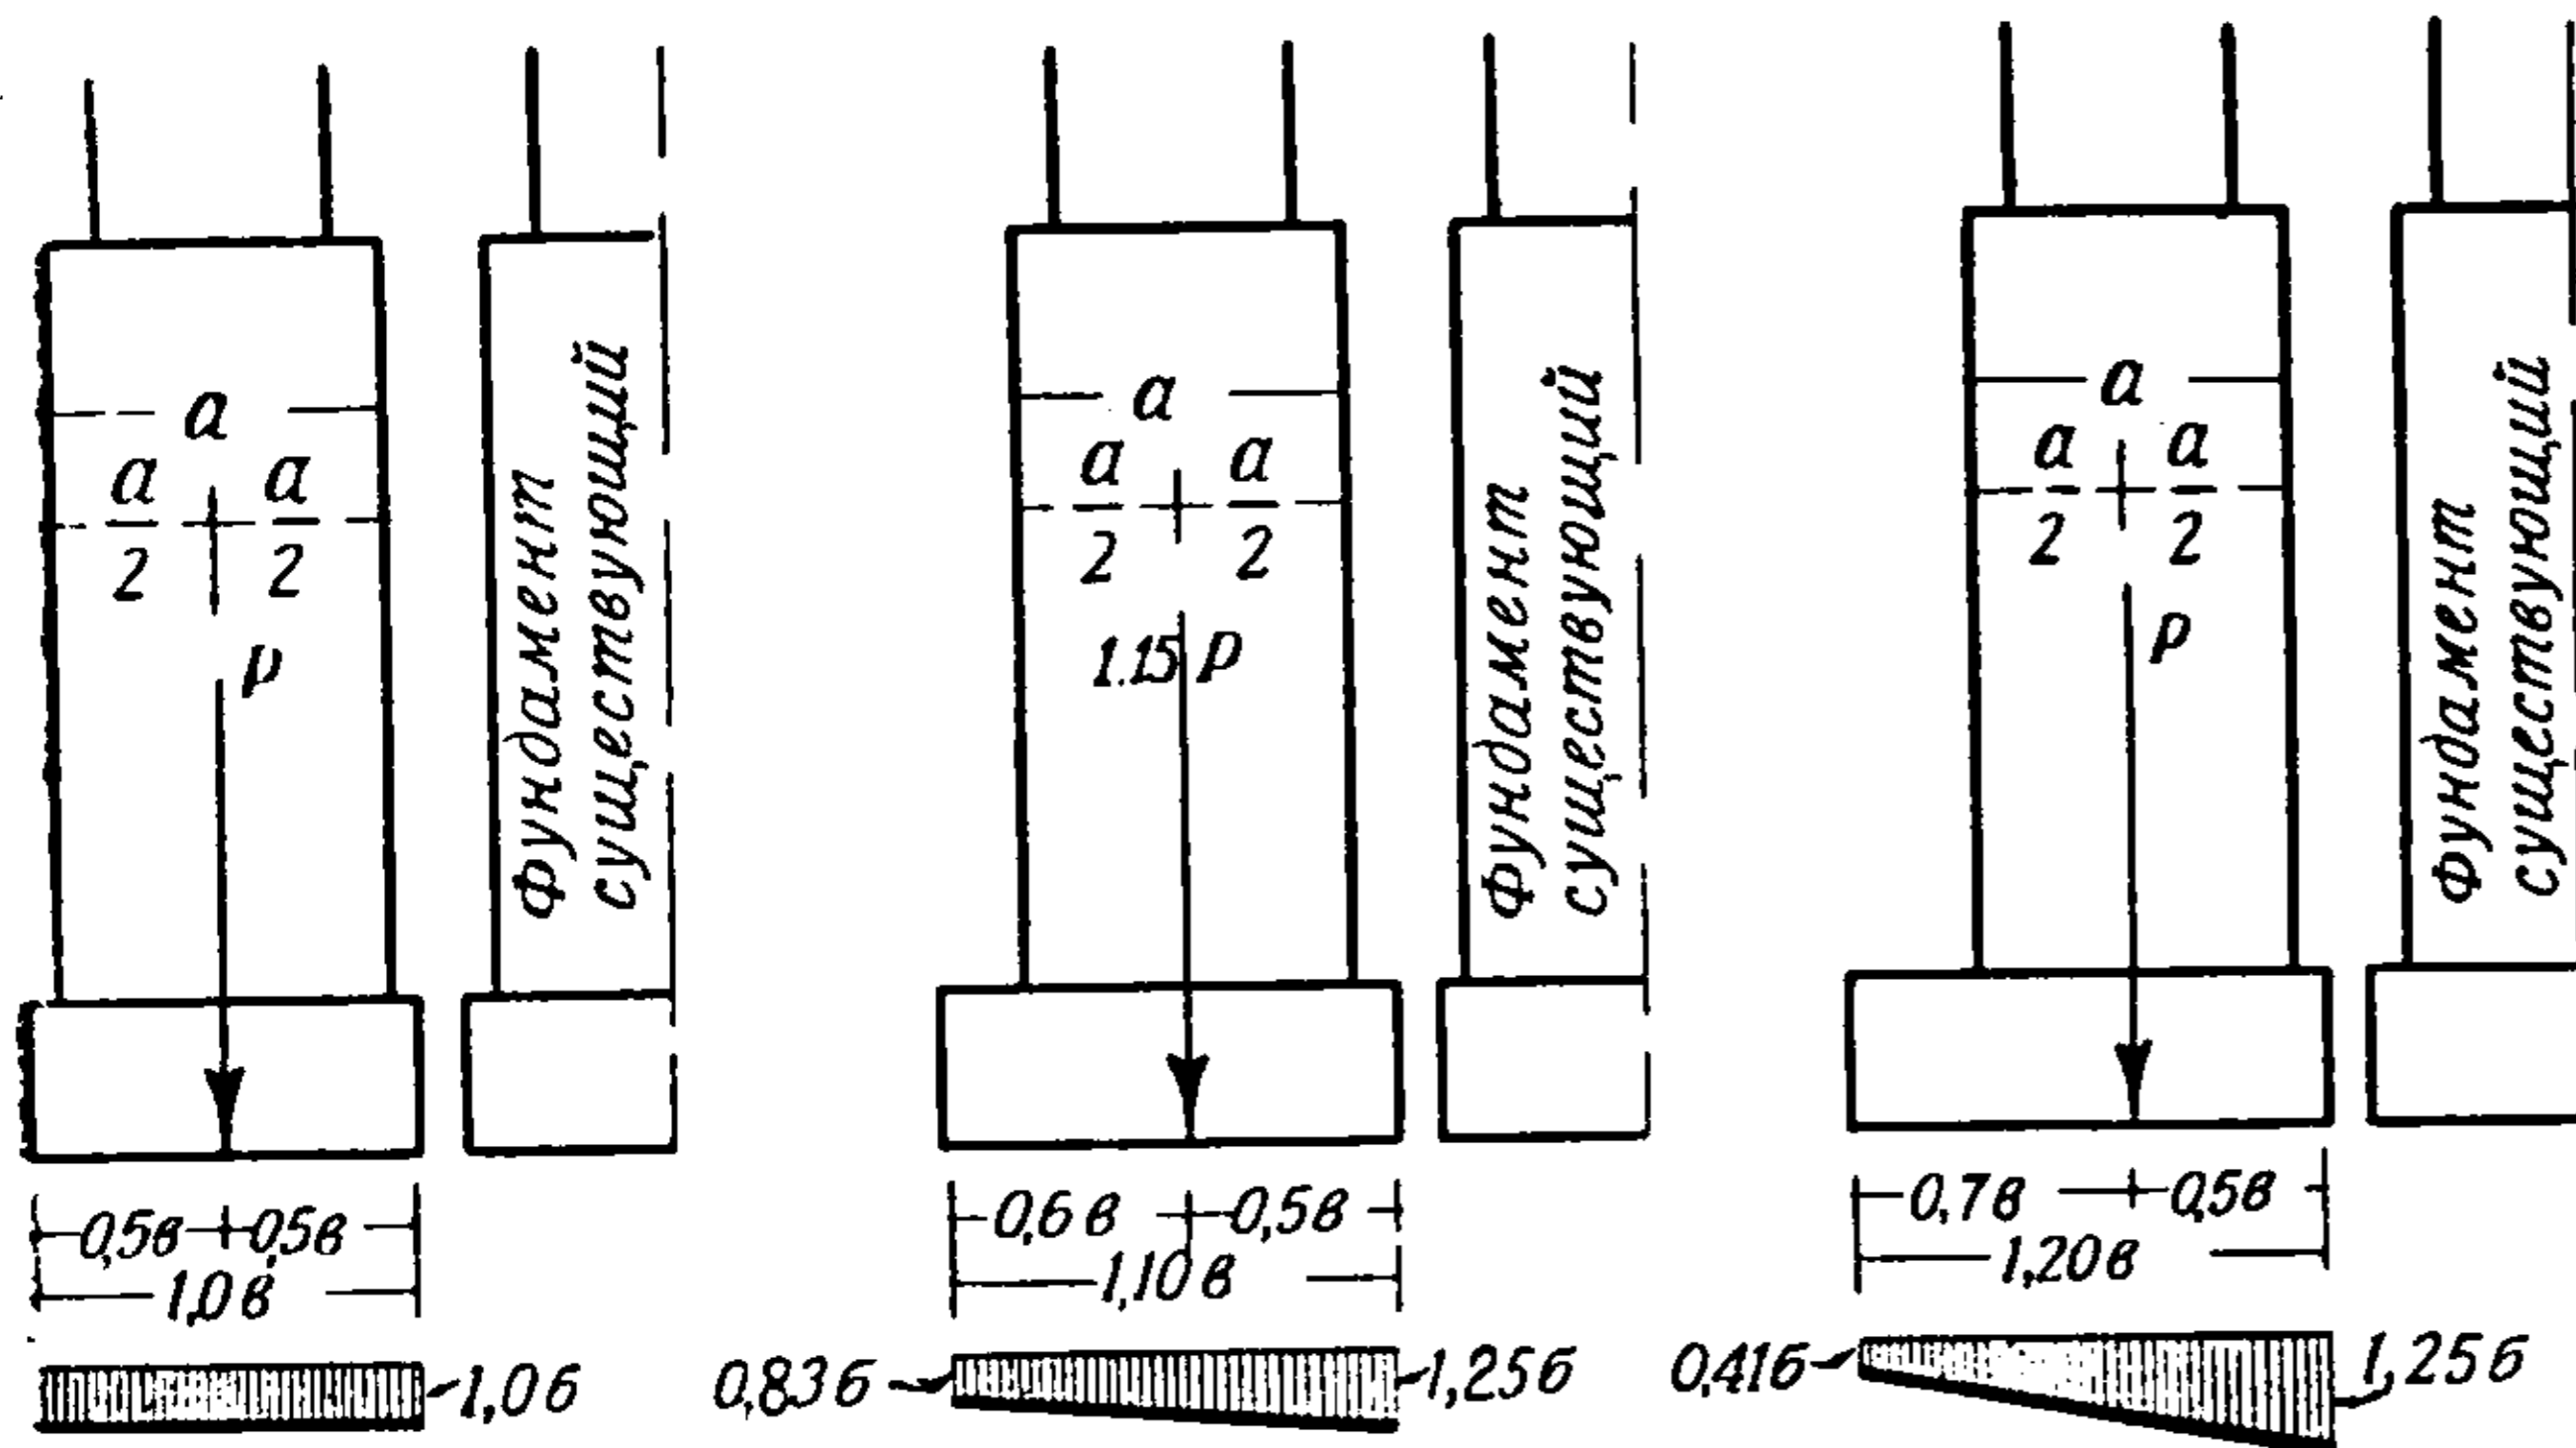 a
a/2 a/2
P
фундамент
существующий
0,5в 0,5в
1,0в
1,0б
a
a/2 a/2
1.15 P
фундамент
существующий
0,6в 0,5в
1,10в
0,83б 1,25б
a
a/2 a/2
P
фундамент
существующий
0,7в 0,5в
1,20в
0,41б 1,25б